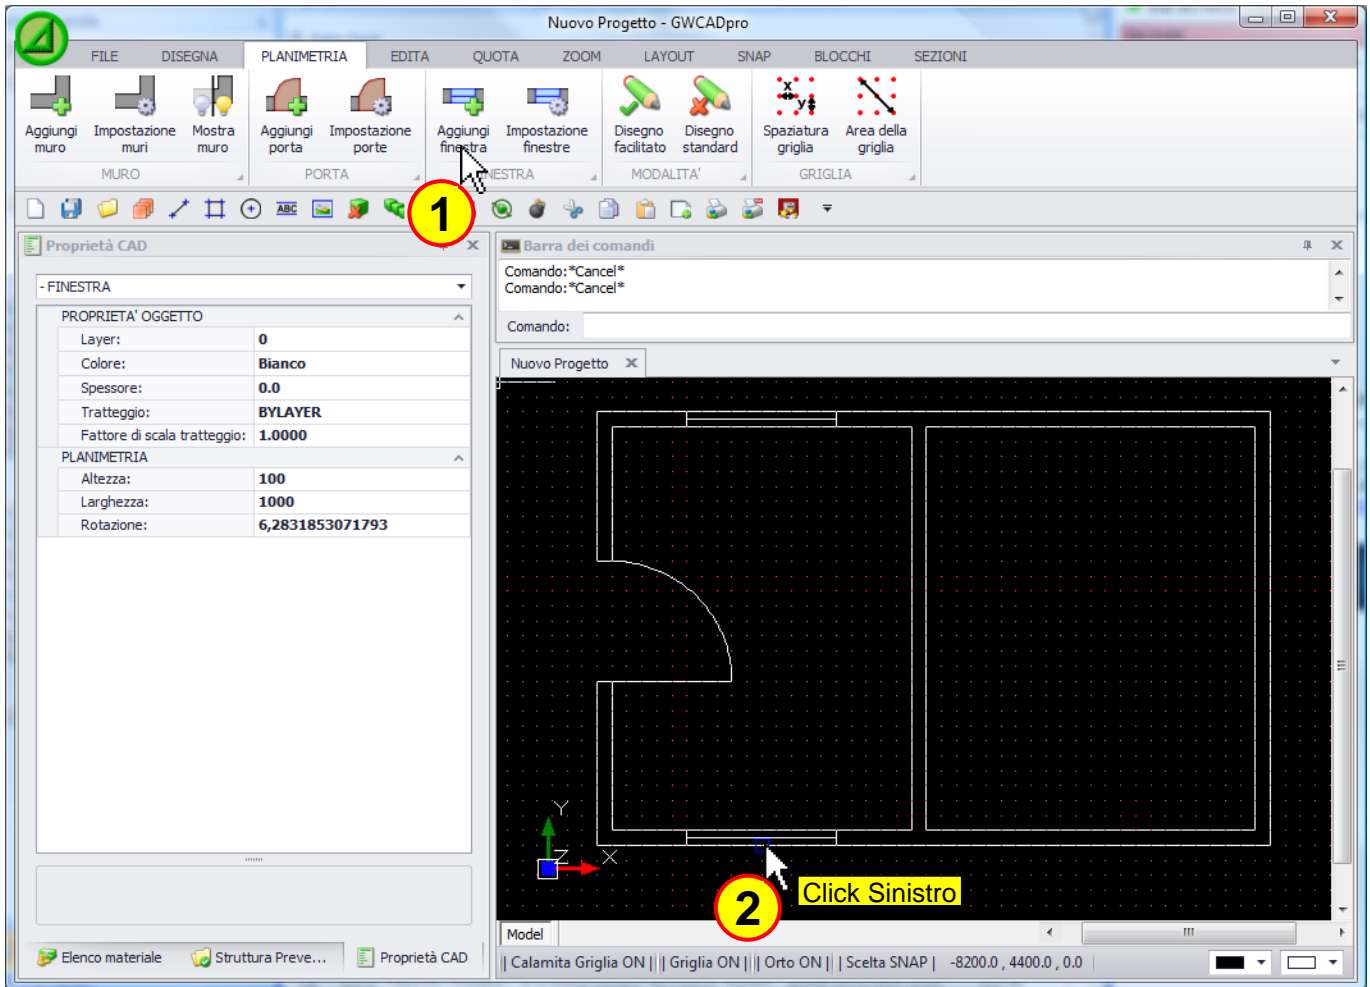 Nuovo Progetto - GWCADpro
FILE DISEGNA PLANIMETRIA EDITA QUOTA ZOOM LAYOUT SNAP BLOCCHI SEZIONI
Aggiungi muro
Impostazione muri
Mostra muro
Aggiungi porta
Impostazione porte
Aggiungi finestra
Impostazione finestre
Disegno facilitato
Disegno standard
x
y
Spaziatura griglia
Area della griglia
MURO PORTA NESTRA MODALITA' GRIGLIA
ABC
1
Proprietà CAD
- FINESTRA
PROPRIETA' OGGETTO
Layer: 0
Colore: Bianco
Spessore: 0.0
Tratteggio: BYLAYER
Fattore di scala tratteggio: 1.0000
PLANIMETRIA
Altezza: 100
Larghezza: 1000
Rotazione: 6,2831853071793
Elenco materiale Struttura Preve... Proprietà CAD
Barra dei comandi
Comando:*Cancel*
Comando:*Cancel*
Comando:
Nuovo Progetto
Y
Z X
2
Click Sinistro
Model
| Calamita Griglia ON | | Griglia ON | | Orto ON | | Scelta SNAP | -8200.0 , 4400.0 , 0.0